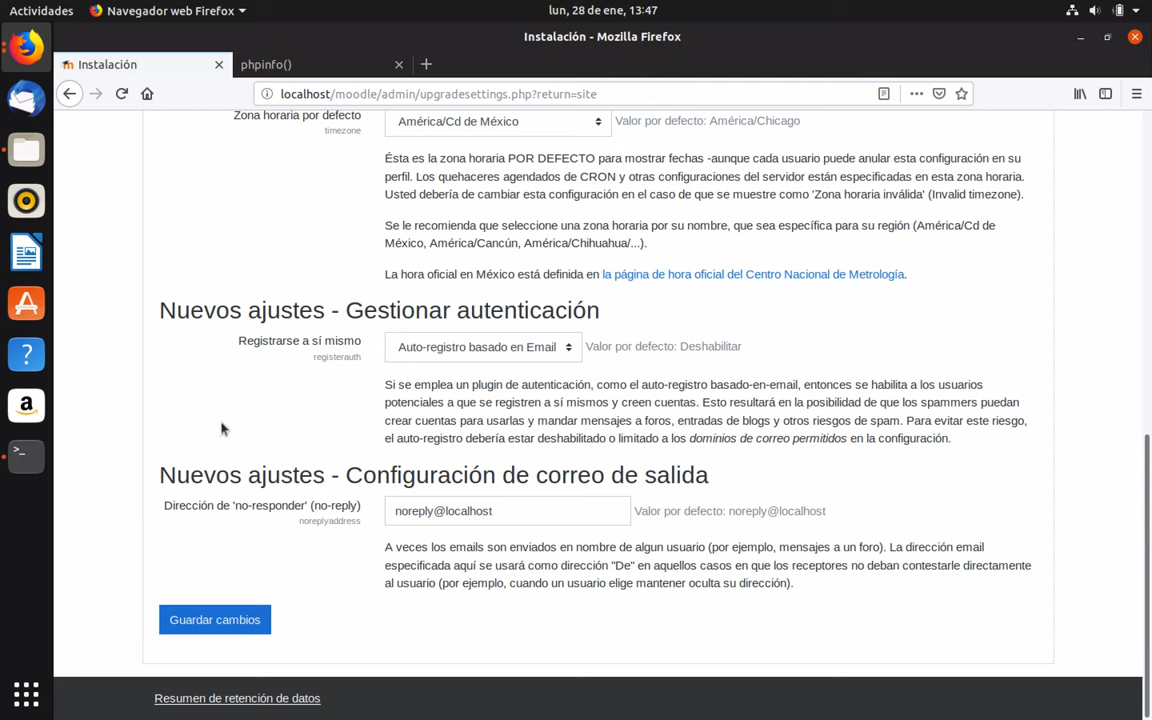 Actividades
Navegador web Firefox
lun, 28 de ene, 13:47
Instalación - Mozilla Firefox
Instalación
phpinfo()
localhost/moodle/admin/upgradesettings.php?return=site
Zona horaria por defecto
timezone
América/Cd de México
Valor por defecto: América/Chicago
Ésta es la zona horaria POR DEFECTO para mostrar fechas -aunque cada usuario puede anular esta configuración en su
perfil. Los quehaceres agendados de CRON y otras configuraciones del servidor están especificadas en esta zona horaria.
Usted debería de cambiar esta configuración en el caso de que se muestre como 'Zona horaria inválida' (Invalid timezone).
Se le recomienda que seleccione una zona horaria por su nombre, que sea específica para su región (América/Cd de
México, América/Cancún, América/Chihuahua/...).
La hora oficial en México está definida en la página de hora oficial del Centro Nacional de Metrología.
Nuevos ajustes - Gestionar autenticación
Registrarse a sí mismo
registerauth
Auto-registro basado en Email
Valor por defecto: Deshabilitar
Si se emplea un plugin de autenticación, como el auto-registro basado-en-email, entonces se habilita a los usuarios
potenciales a que se registren a sí mismos y creen cuentas. Esto resultará en la posibilidad de que los spammers puedan
crear cuentas para usarlas y mandar mensajes a foros, entradas de blogs y otros riesgos de spam. Para evitar este riesgo,
el auto-registro debería estar deshabilitado o limitado a los dominios de correo permitidos en la configuración.
Nuevos ajustes - Configuración de correo de salida
Dirección de 'no-responder' (no-reply)
noreplyaddress
noreply@localhost
Valor por defecto: noreply@localhost
A veces los emails son enviados en nombre de algun usuario (por ejemplo, mensajes a un foro). La dirección email
especificada aquí se usará como dirección "De" en aquellos casos en que los receptores no deban contestarle directamente
al usuario (por ejemplo, cuando un usuario elige mantener oculta su dirección).
Guardar cambios
Resumen de retención de datos